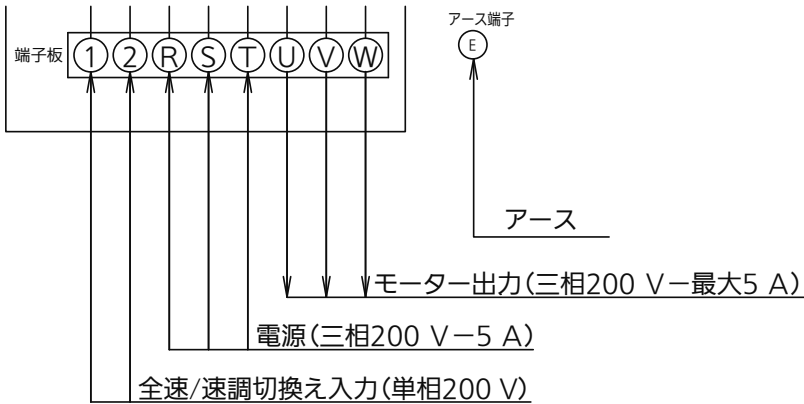 アース端子
端子板 1 2 R S T U V W E
アース
モーター出力(三相200 V－最大5 A)
電源(三相200 V－5 A)
全速/速調切換え入力(単相200 V)